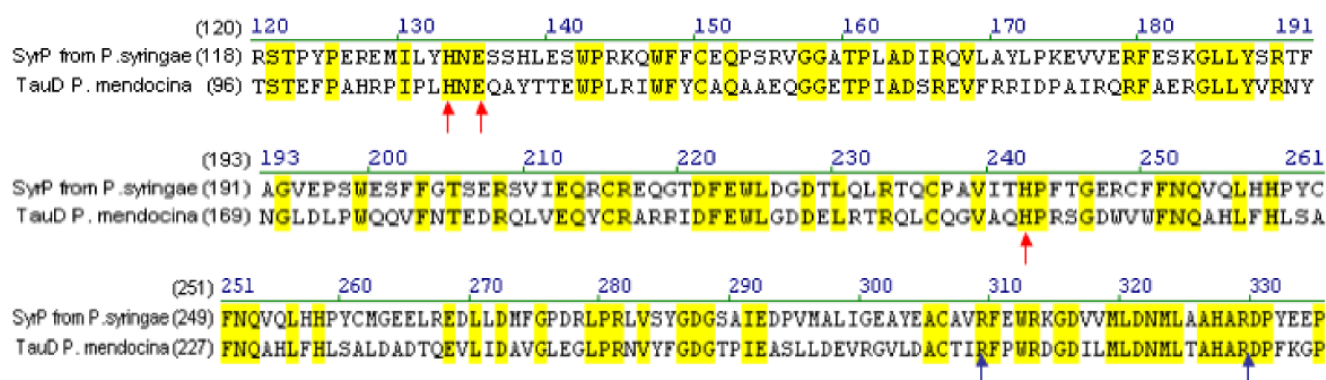 (120) 120 130 140 150 160 170 180 191
SyrP from P.syringae (118) RSTPYPEREMILYHNESSHLESWPRKQWFFCEQPSRVGGATPLADIRQVLAYLPKEVVERFESKGLLYSRTF
TauD P. mendocina (96) TSTEFPAHRPIPLHNEQAYTTEWPLRIWFYCAQAAEQGGETPIADSREVFRRIDPAIRQRFAERGLLYVRNY
(193) 193 200 210 220 230 240 250 261
SyrP from P.syringae (191) AGVEPSWESFFGTSERSVIEQRCREQGTDFEWLDGDTLQLRTQCPAVITHPFTGERCFFNQVQLHHPYC
TauD P. mendocina (169) NGLDLPWQQVFNTEDRQLVEQYCRARRIDFEWLGDDELRTRQLCQGVAQHPRSGDWVWFNQAHLFHLSA
(251) 251 260 270 280 290 300 310 320 330
SyrP from P.syringae (249) FNQVQLHHPYCMGEELREDLLDMFGPDRLPRLVSYGDGSAIEDPVMALIGEAYEACAVRFEWRKGDVVMLDNMLAAHARDPYEEP
TauD P. mendocina (227) FNQAHLFHLSALDADTQEVLIDAVGLEGLPRNVYFGDGTPIEASLLDEVRGVLDACTIRFPWRDGDILMLDNMLTAHARDPFKGP